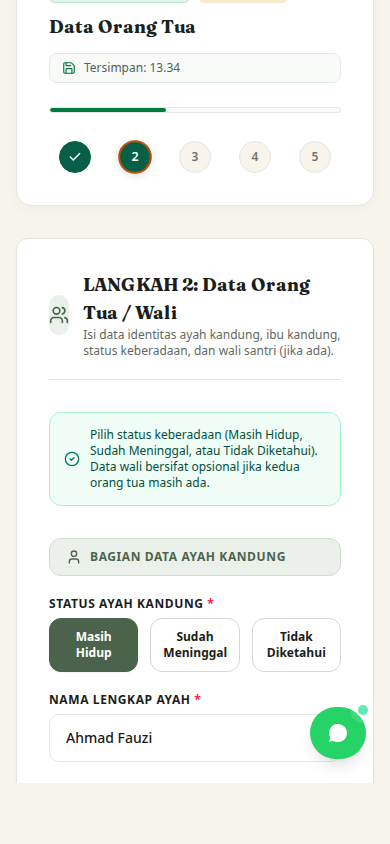 Data Orang Tua
Tersimpan: 13.34
2
3
4
5
LANGKAH 2: Data Orang
Tua / Wali
Isi data identitas ayah kandung, ibu kandung,
status keberadaan, dan wali santri (jika ada).
Pilih status keberadaan (Masih Hidup,
Sudah Meninggal, atau Tidak Diketahui).
Data wali bersifat opsional jika kedua
orang tua masih ada.
BAGIAN DATA AYAH KANDUNG
STATUS AYAH KANDUNG *
Masih
Hidup
Sudah
Meninggal
Tidak
Diketahui
NAMA LENGKAP AYAH *
Ahmad Fauzi